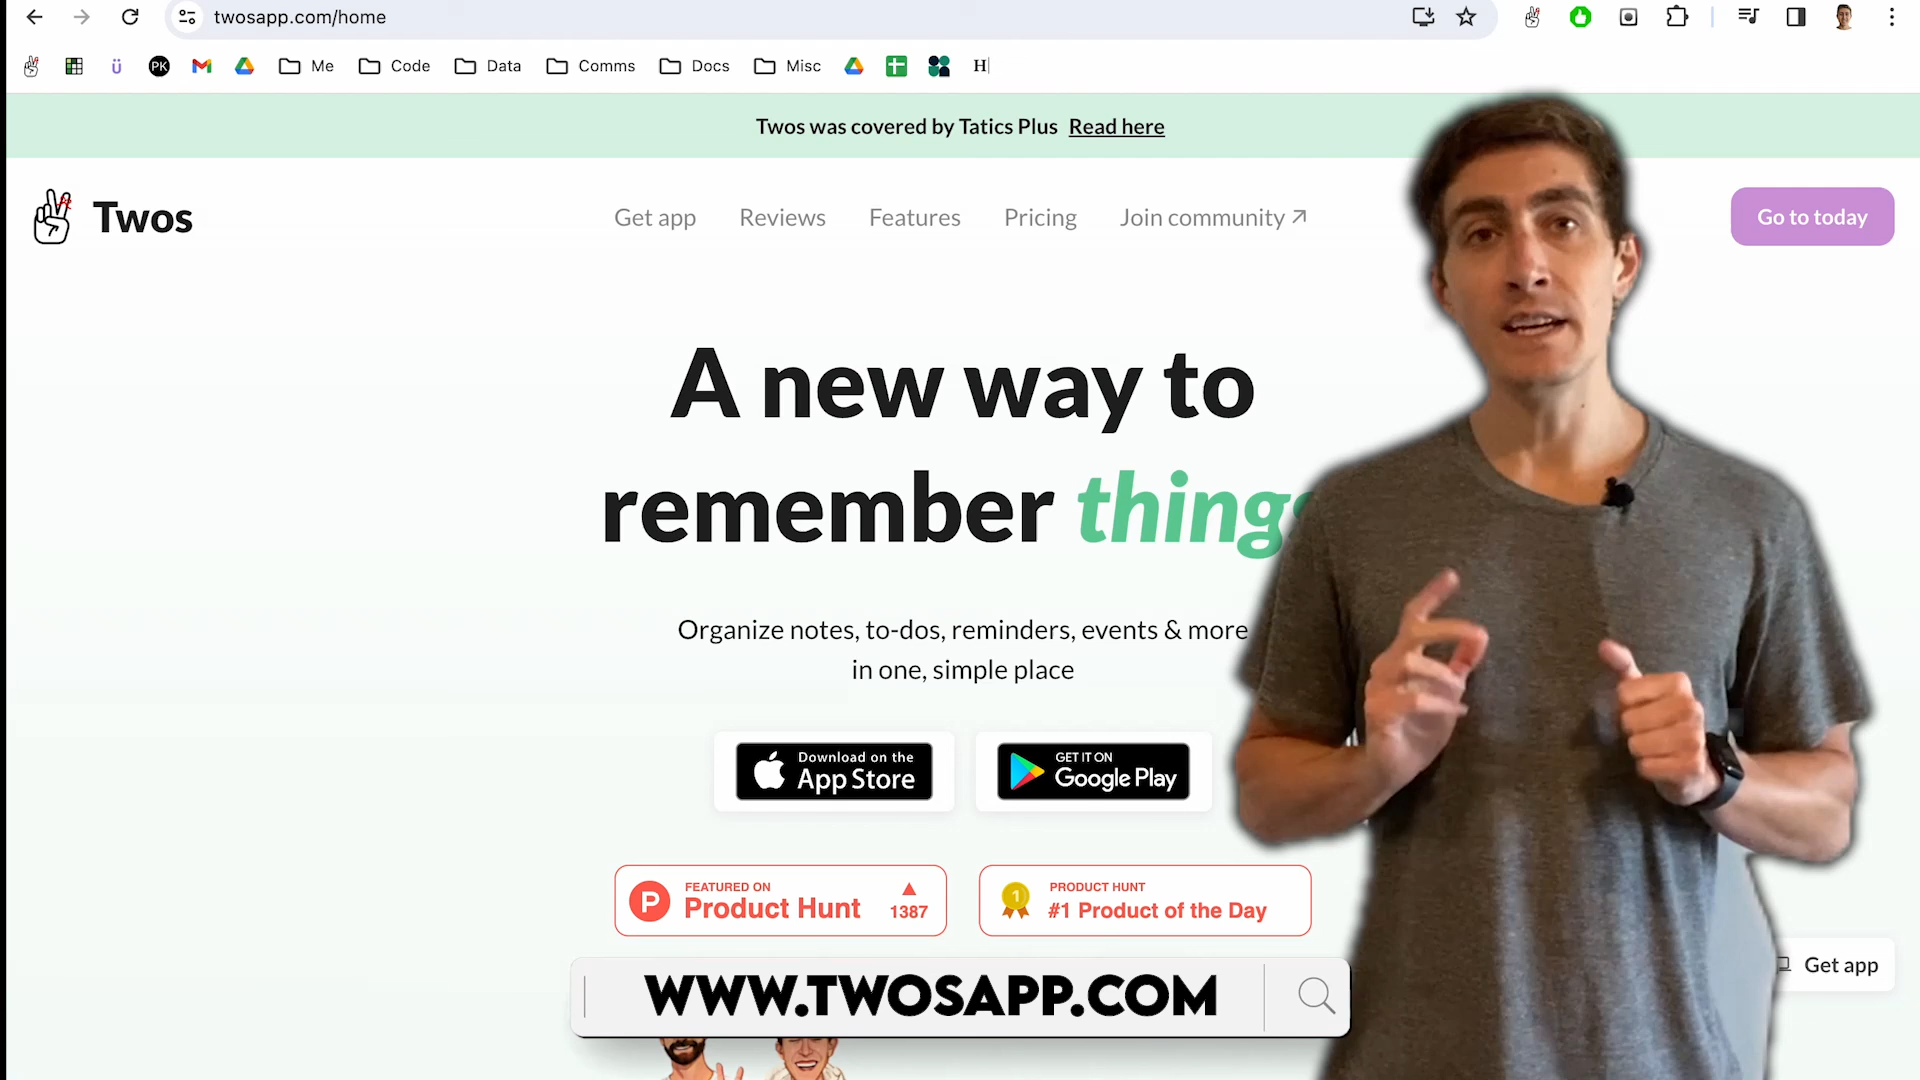 twosapp.com/home
ü
PK
Me
Code
Data
Comms
Docs
Misc
H
Twos was covered by Tatics Plus Read here
Twos
Get app
Reviews
Features
Pricing
Join community
Go to today
A new way to
remember things
Organize notes, to-dos, reminders, events & more
in one, simple place
Download on the
App Store
GET IT ON
Google Play
P
FEATURED ON
Product Hunt
1387
1
PRODUCT HUNT
#1 Product of the Day
WWW.TWOSAPP.COM
Get app